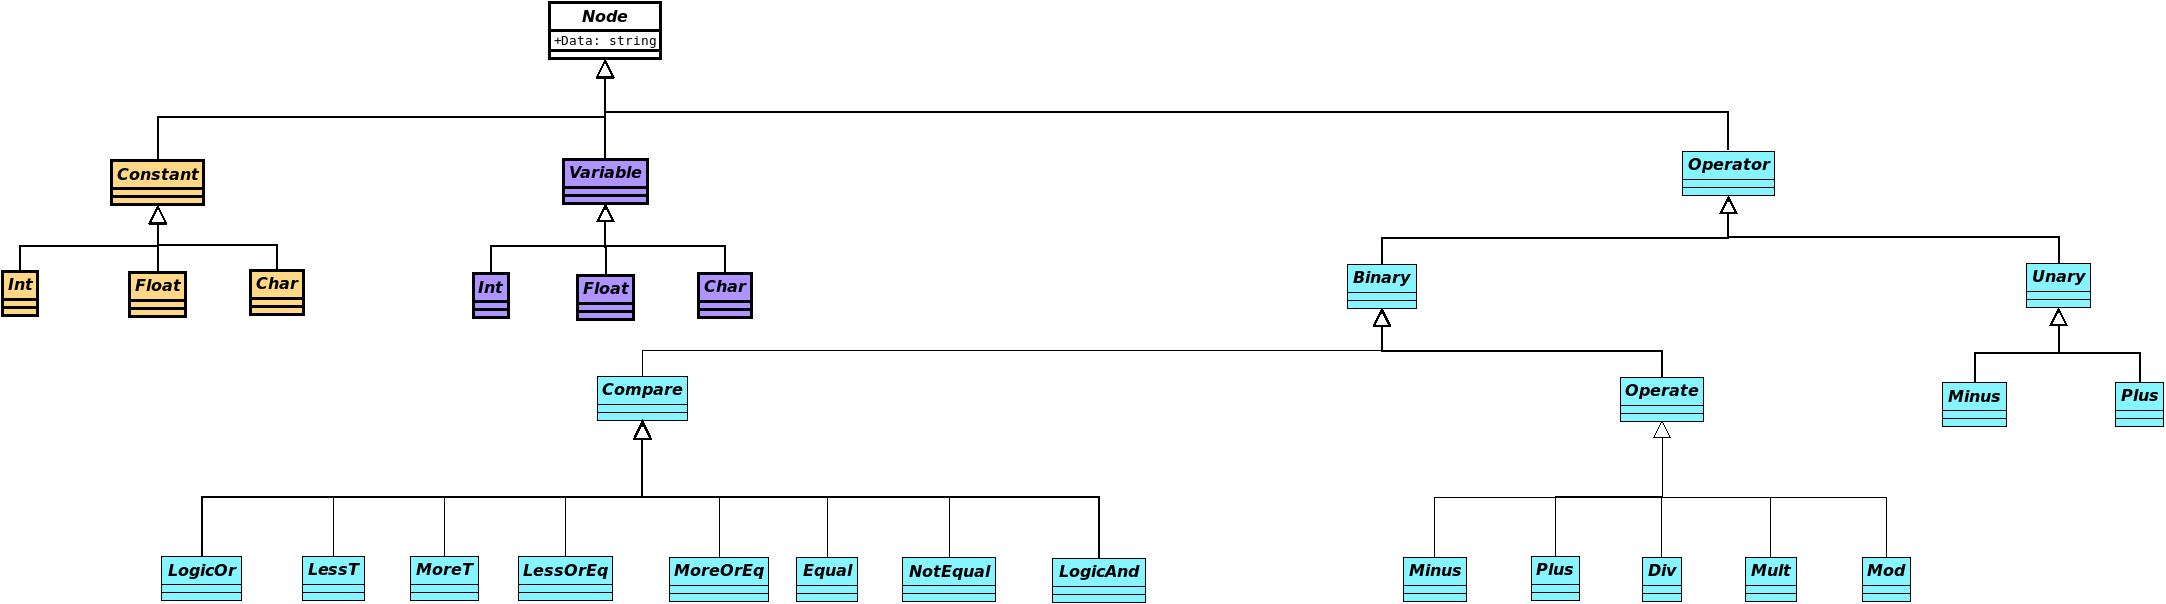 Node
+Data: string
Constant
Variable
Operator
Int
Float
Char
Int
Float
Char
Binary
Unary
Compare
Operate
Minus
Plus
LogicOr
LessT
MoreT
LessOrEq
MoreOrEq
Equal
NotEqual
LogicAnd
Minus
Plus
Div
Mult
Mod